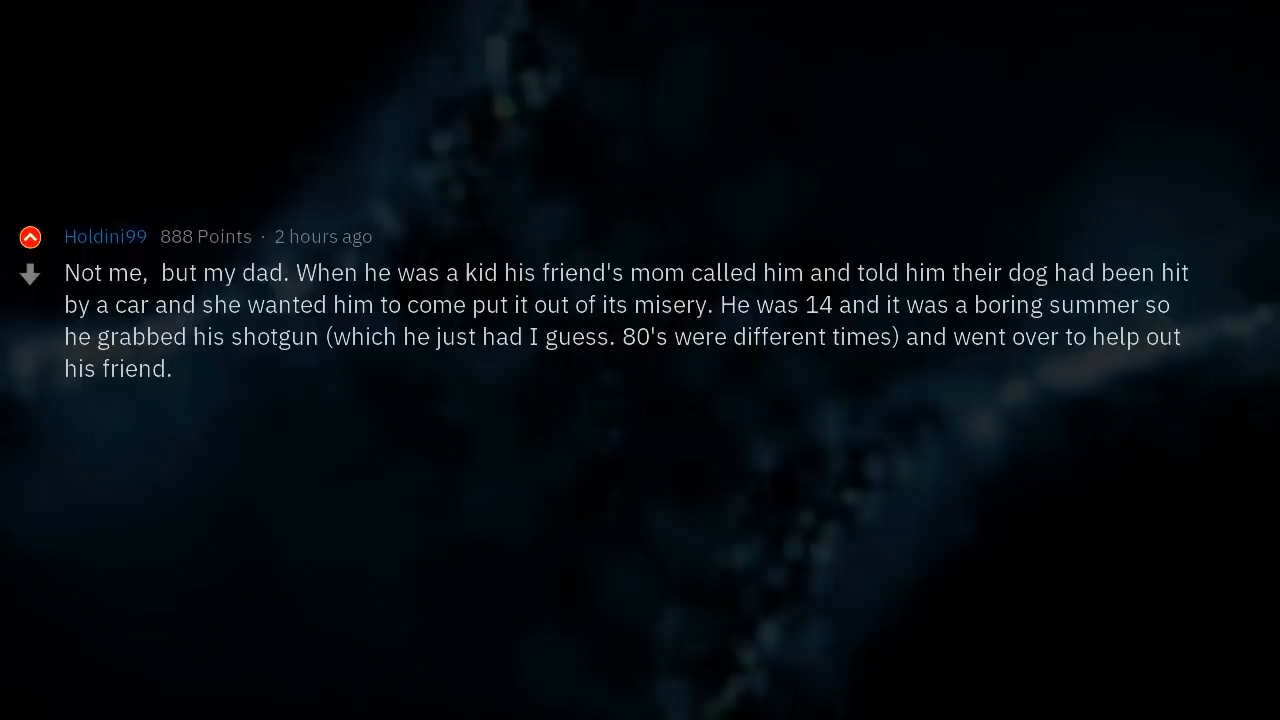 Holdini99 888 Points · 2 hours ago
Not me,  but my dad. When he was a kid his friend's mom called him and told him their dog had been hit
by a car and she wanted him to come put it out of its misery. He was 14 and it was a boring summer so
he grabbed his shotgun (which he just had I guess. 80's were different times) and went over to help out
his friend.